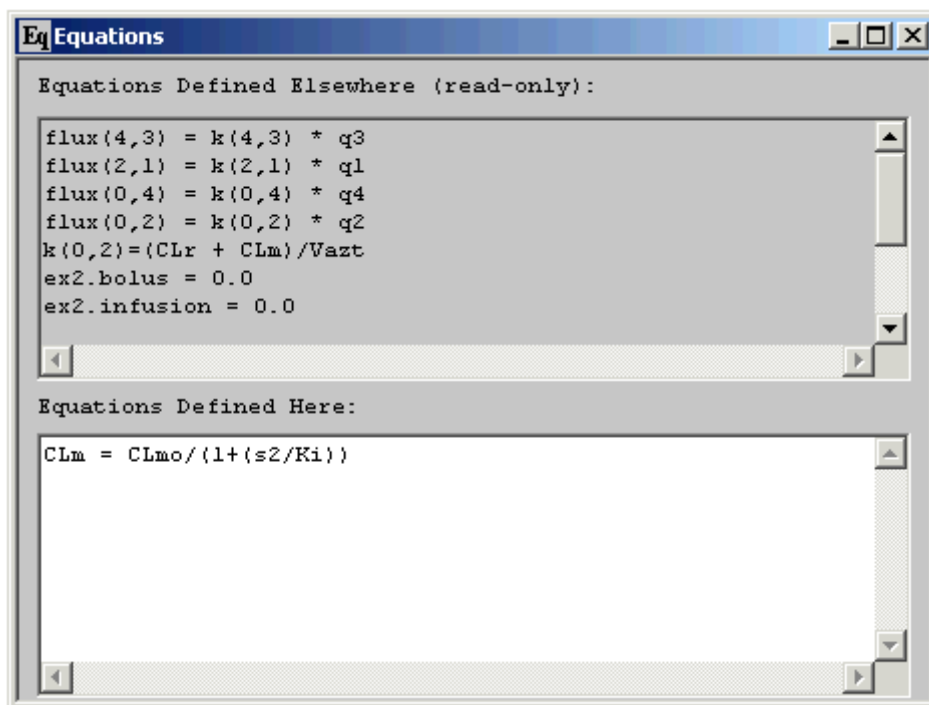 Eq Equations
Equations Defined Elsewhere (read-only):
flux(4,3) = k(4,3) * q3
flux(2,1) = k(2,1) * q1
flux(0,4) = k(0,4) * q4
flux(0,2) = k(0,2) * q2
k(0,2)=(CLr + CLm)/Vazt
ex2.bolus = 0.0
ex2.infusion = 0.0
Equations Defined Here:
CLm = CLmo/(1+(s2/Ki))